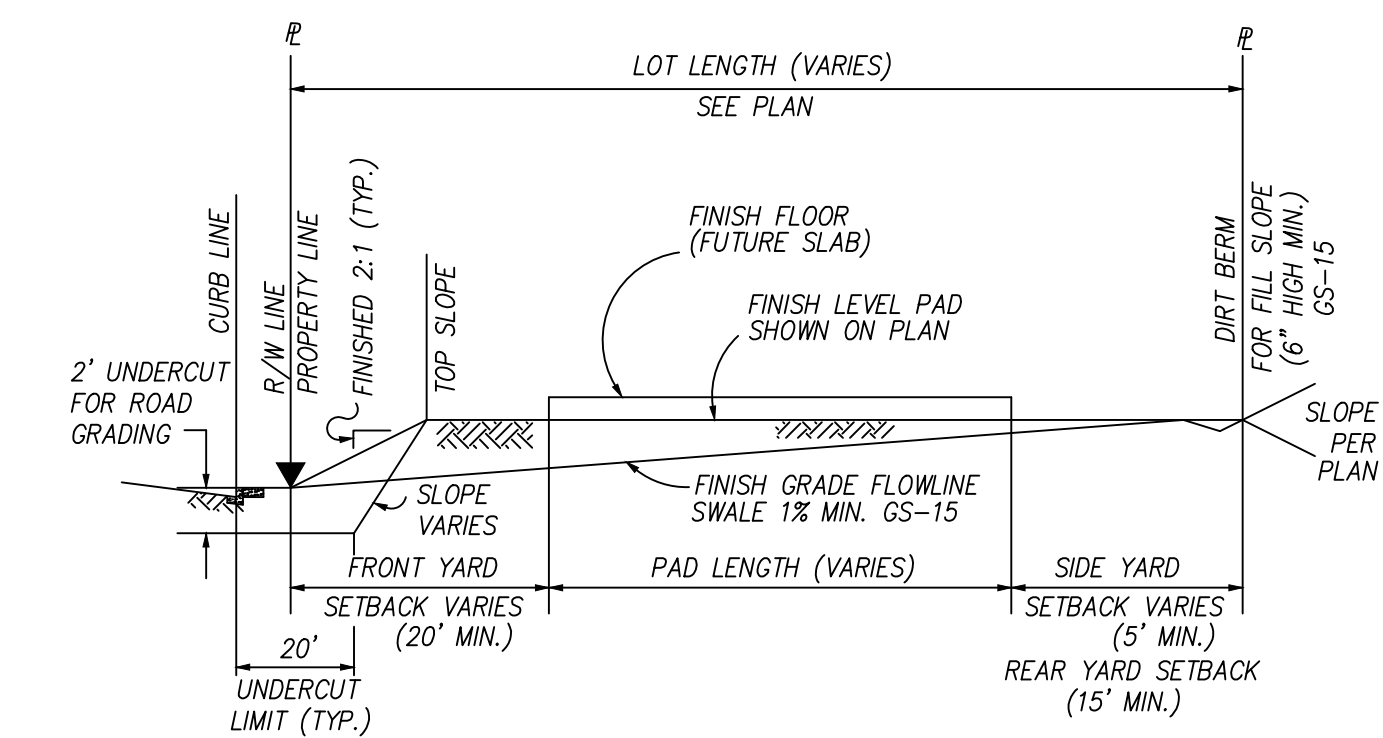 PL
PL
LOT LENGTH (VARIES)
SEE PLAN
CURB LINE
R/W LINE
PROPERTY LINE
FINISHED 2:1 (TYP.)
TOP SLOPE
FINISH FLOOR
(FUTURE SLAB)
FINISH LEVEL PAD
SHOWN ON PLAN
DIRT BERM
FOR FILL SLOPE
(6" HIGH MIN.)
GS-15
2' UNDERCUT
FOR ROAD
GRADING
SLOPE
PER
PLAN
SLOPE
VARIES
FINISH GRADE FLOWLINE
SWALE 1% MIN. GS-15
FRONT YARD
SETBACK VARIES
(20' MIN.)
PAD LENGTH (VARIES)
SIDE YARD
SETBACK VARIES
(5' MIN.)
REAR YARD SETBACK
(15' MIN.)
20'
UNDERCUT
LIMIT (TYP.)